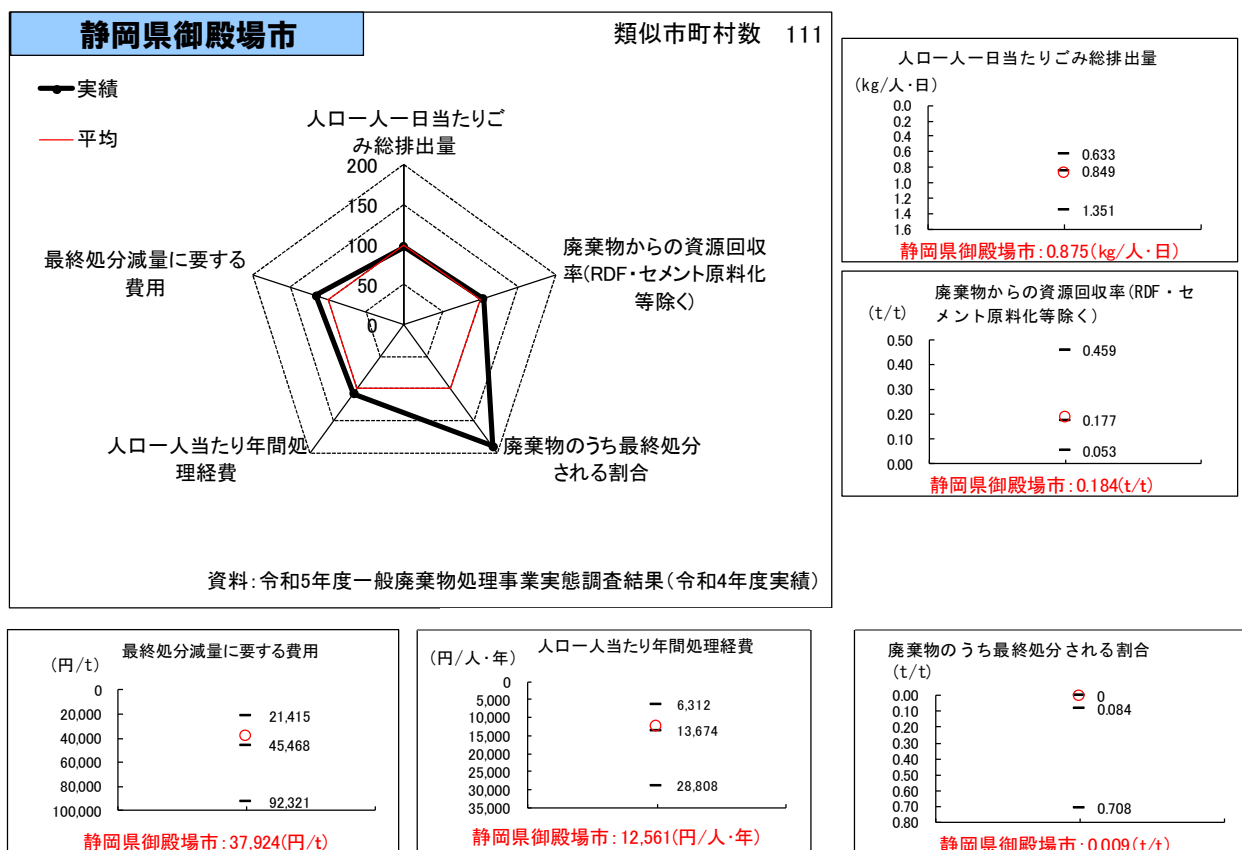 静岡県御殿場市
類似市町村数 111
実績
平均
人口一人一日当たりご
み総排出量
200
150
100
50
0
廃棄物からの資源回収
率(RDF・セメント原料化
等除く)
最終処分減量に要する
費用
人口一人当たり年間処
理経費
廃棄物のうち最終処分
される割合
資料:令和5年度一般廃棄物処理事業実態調査結果(令和4年度実績)
人口一人一日当たりごみ総排出量
(kg/人・日)
0.0
0.2
0.4
0.6
0.8
1.0
1.2
1.4
1.6
0.633
0.849
1.351
静岡県御殿場市:0.875(kg/人・日)
廃棄物からの資源回収率(RDF・セ
メント原料化等除く)
(t/t)
0.50
0.40
0.30
0.20
0.10
0.00
0.459
0.177
0.053
静岡県御殿場市:0.184(t/t)
最終処分減量に要する費用
(円/t)
0
20,000
40,000
60,000
80,000
100,000
21,415
45,468
92,321
静岡県御殿場市:37,924(円/t)
人口一人当たり年間処理経費
(円/人・年)
0
5,000
10,000
15,000
20,000
25,000
30,000
35,000
6,312
13,674
28,808
静岡県御殿場市:12,561(円/人・年)
廃棄物のうち最終処分される割合
(t/t)
0.00
0.10
0.20
0.30
0.40
0.50
0.60
0.70
0.80
0
0.084
0.708
静岡県御殿場市:0.009(t/t)